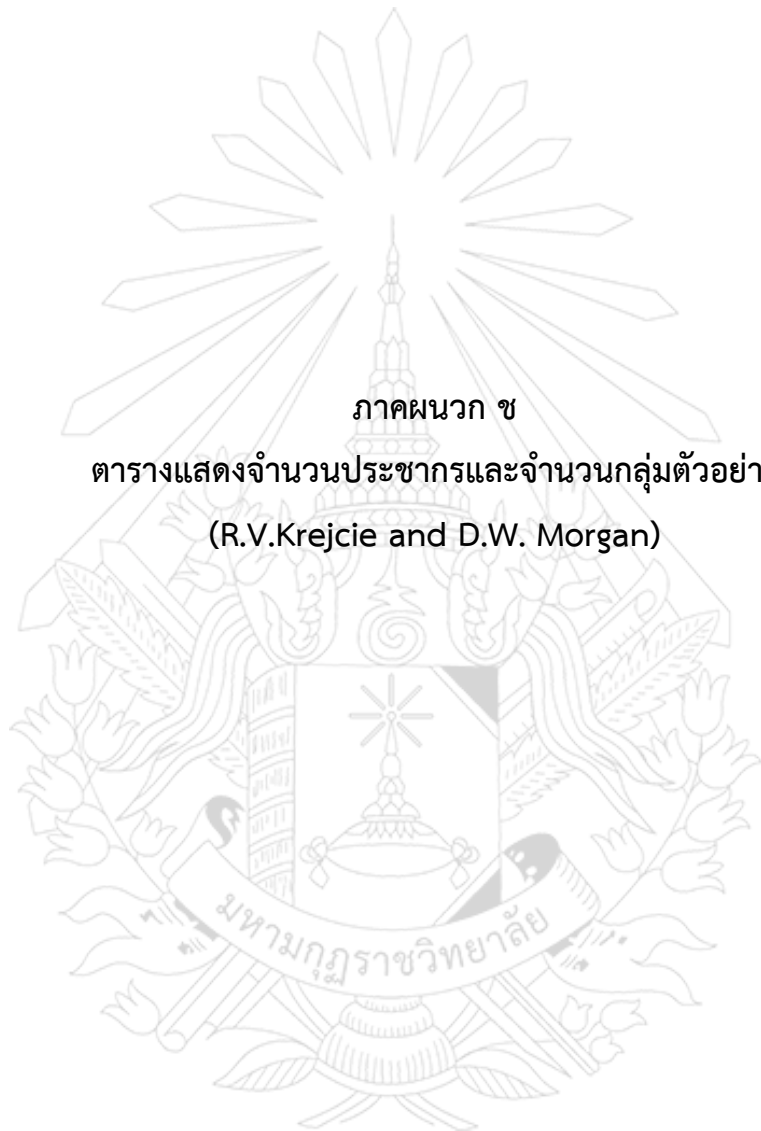 ภาคผนวก ช
ตารางแสดงจำนวนประชากรและจำนวนกลุ่มตัวอย่า
(R.V.Krejcie and D.W. Morgan)
มหามกุฏราชวิทยาลัย